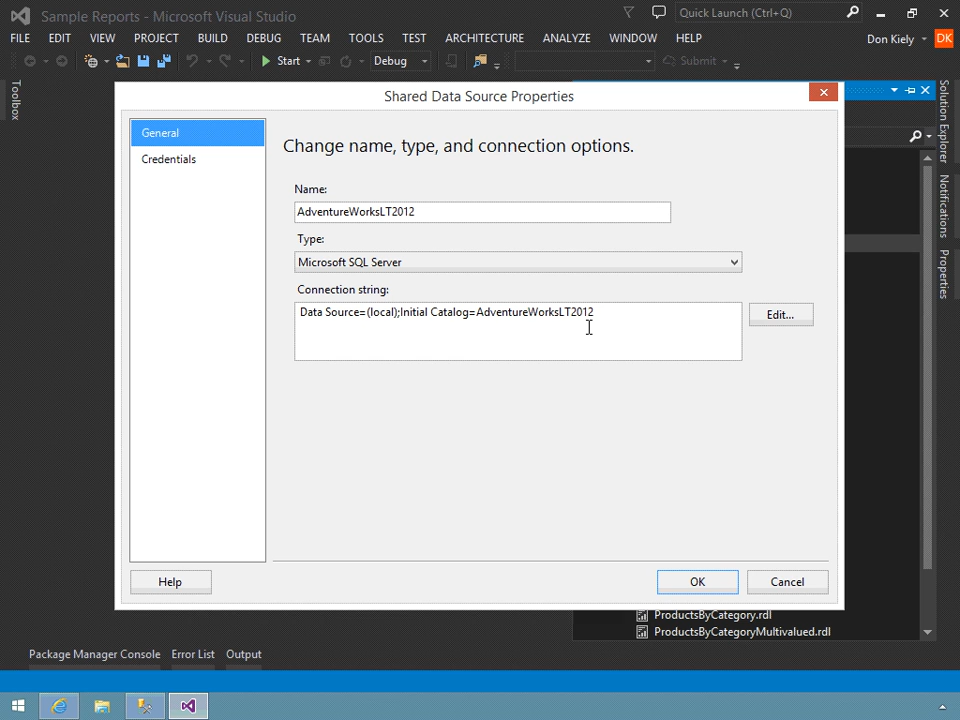 Sample Reports - Microsoft Visual Studio
Quick Launch (Ctrl+Q)
FILE EDIT VIEW PROJECT BUILD DEBUG TEAM TOOLS TEST ARCHITECTURE ANALYZE WINDOW HELP
Don Kiely DK
Start Debug Submit
Toolbox
Shared Data Source Properties
General
Credentials
Change name, type, and connection options.
Name:
AdventureWorksLT2012
Type:
Microsoft SQL Server
Connection string:
Data Source=(local);Initial Catalog=AdventureWorksLT2012
Edit...
Help
OK
Cancel
Solution Explorer
Notifications
Properties
ProductsByCategory.rdl
ProductsByCategoryMultivalued.rdl
Package Manager Console Error List Output